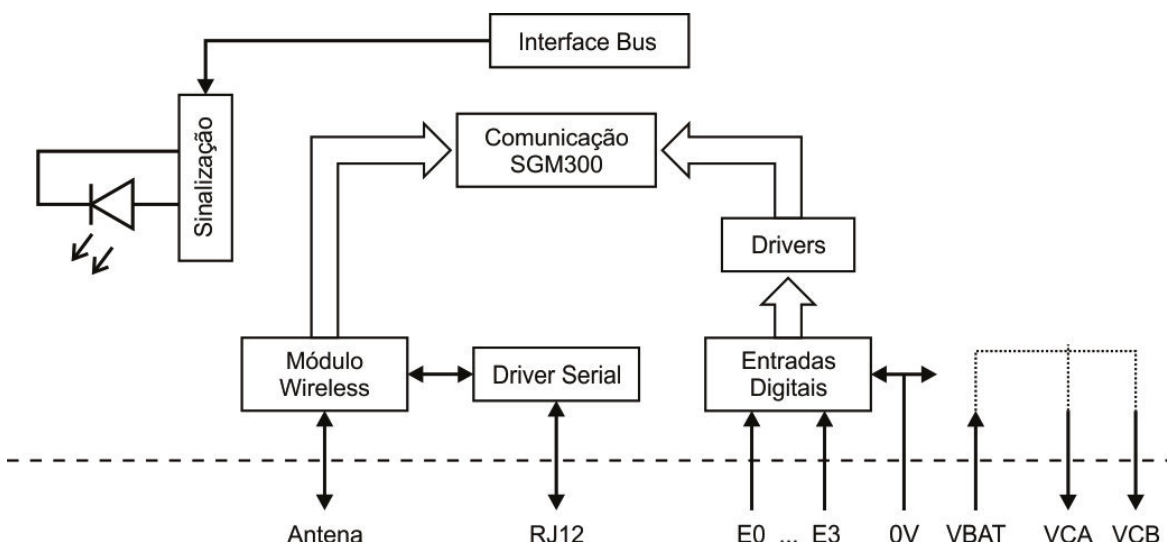 Interface Bus
Sinalização
Comunicação
SGM300
Drivers
Módulo
Wireless
Driver Serial
Entradas
Digitais
Antena
RJ12
E0 ... E3
0V
VBAT
VCA
VCB